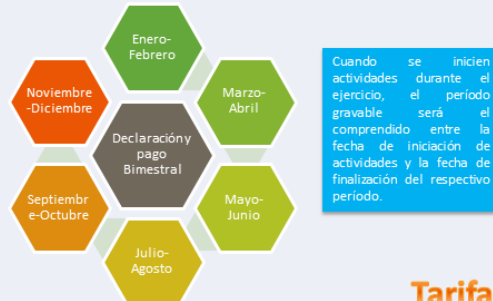 Enero-
Febrero
Marzo-
Abril
Mayo-
Junio
Julio-
Agosto
Septiembr
e-Octubre
Noviembre
-Diciembre
Declaración y
pago
Bimestral
Cuando se inicien
actividades durante el
ejercicio, el período
gravable será el
comprendido entre la
fecha de iniciación de
actividades y la fecha de
finalización del respectivo
período.
Tarifa